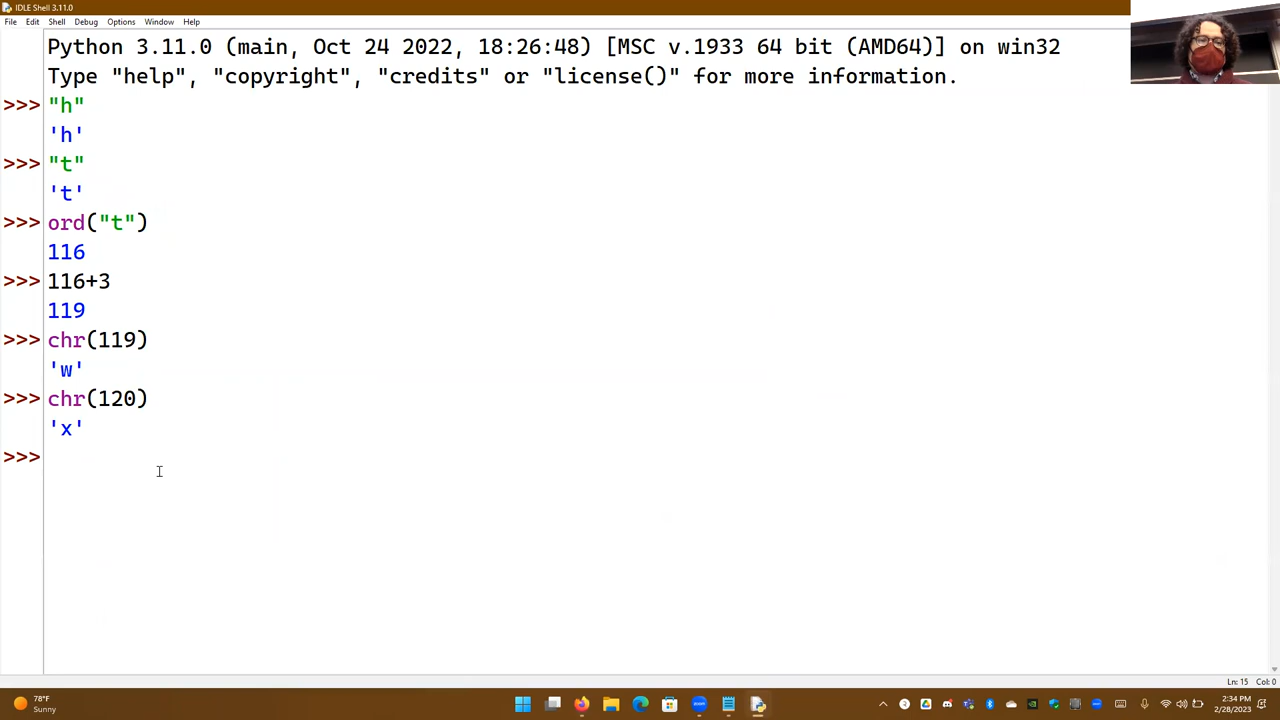 IDLE Shell 3.11.0
File Edit Shell Debug Options Window Help
Python 3.11.0 (main, Oct 24 2022, 18:26:48) [MSC v.1933 64 bit (AMD64)] on win32
Type "help", "copyright", "credits" or "license()" for more information.
>>> "h"
'h'
>>> "t"
't'
>>> ord("t")
116
>>> 116+3
119
>>> chr(119)
'w'
>>> chr(120)
'x'
>>>
Ln: 15 Col: 0
78°F
Sunny
2:34 PM
2/28/2023